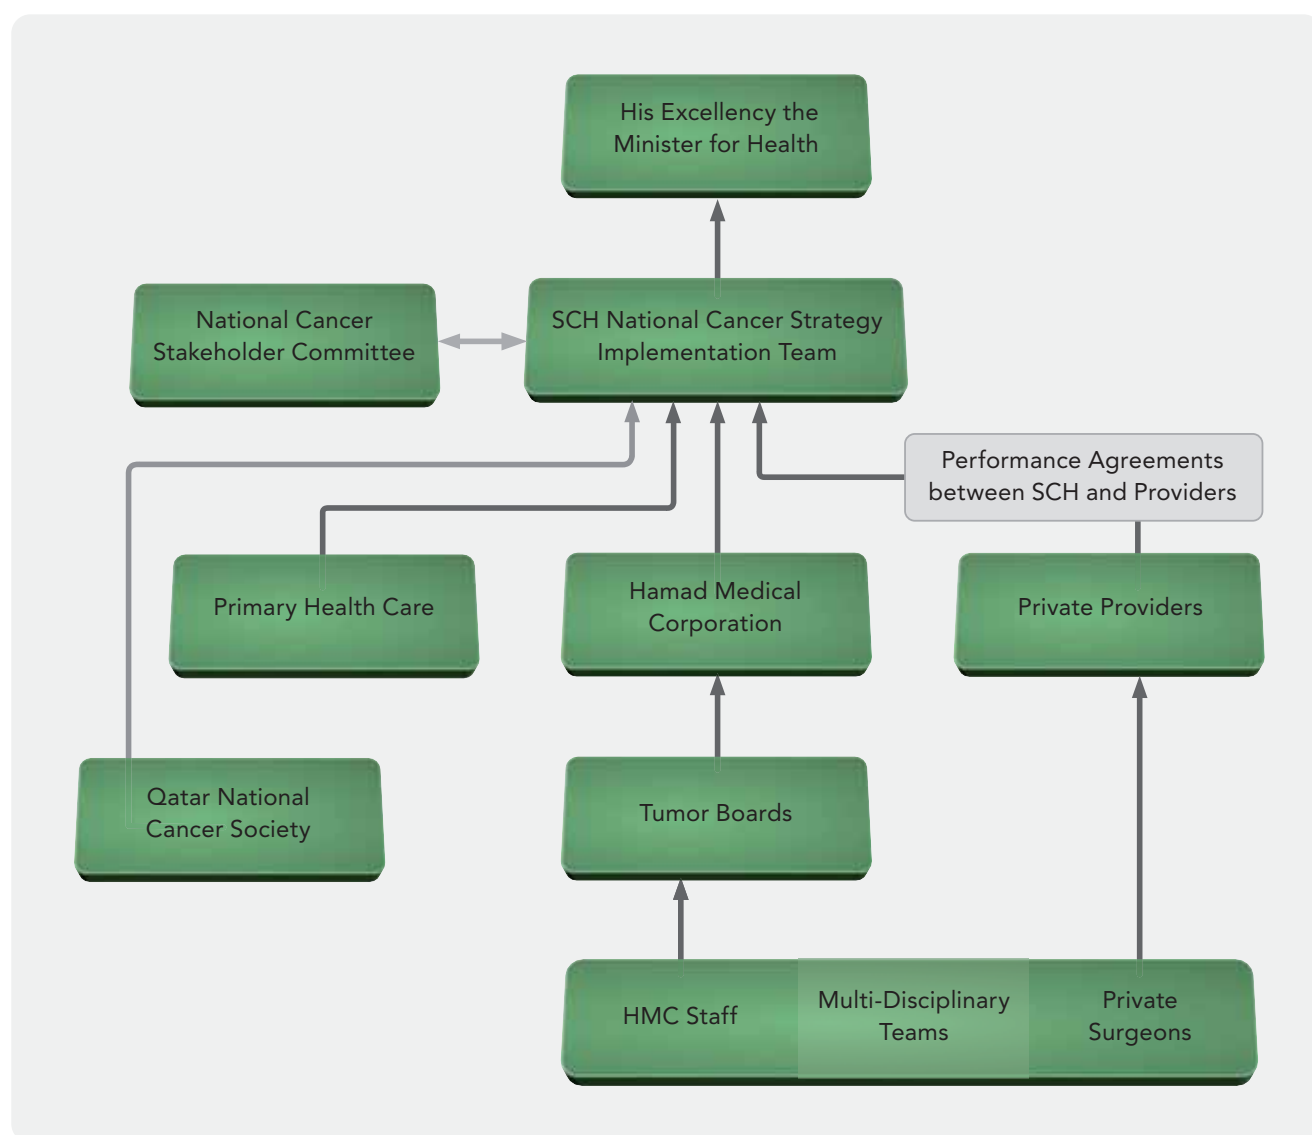 His Excellency the
Minister for Health
National Cancer
Stakeholder Committee
SCH National Cancer Strategy
Implementation Team
Performance Agreements
between SCH and Providers
Primary Health Care
Hamad Medical
Corporation
Private Providers
Qatar National
Cancer Society
Tumor Boards
HMC Staff
Multi-Disciplinary
Teams
Private
Surgeons